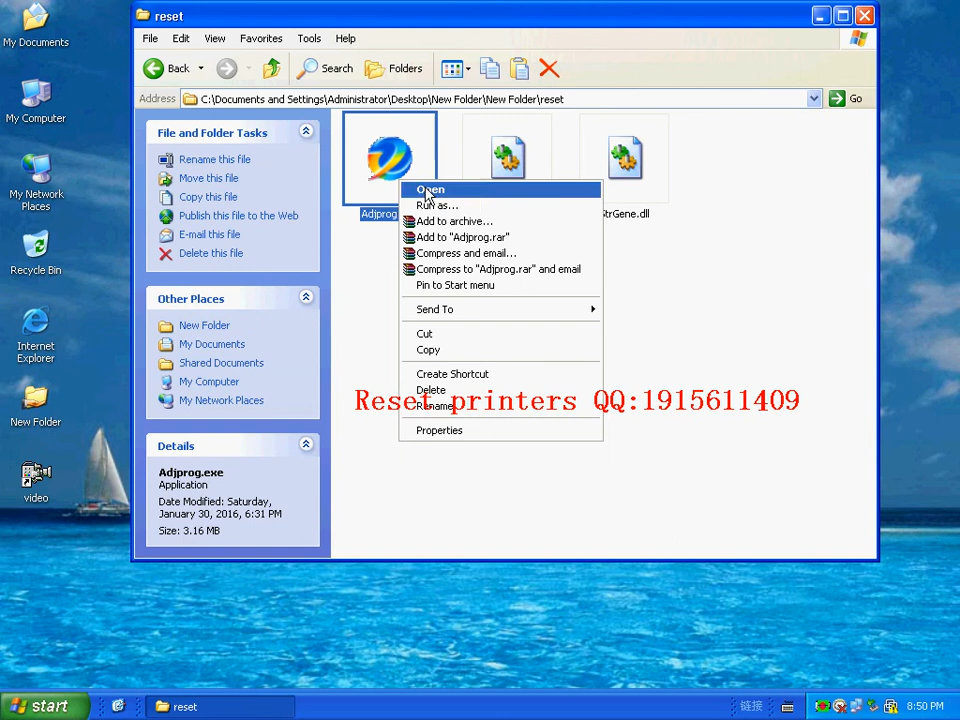 My Documents
My Computer
My Network
Places
Recycle Bin
Internet
Explorer
New Folder
video
reset
File Edit View Favorites Tools Help
Back Search Folders
Address C:\Documents and Settings\Administrator\Desktop\New Folder\New Folder\reset Go
File and Folder Tasks
Rename this file
Move this file
Copy this file
Publish this file to the Web
E-mail this file
Delete this file
Other Places
New Folder
My Documents
Shared Documents
My Computer
My Network Places
Details
Adjprog.exe
Application
Date Modified: Saturday,
January 30, 2016, 6:31 PM
Size: 3.16 MB
Adjprog
StrGene.dll
Open
Run as...
Add to archive...
Add to "Adjprog.rar"
Compress and email...
Compress to "Adjprog.rar" and email
Pin to Start menu
Send To
Cut
Copy
Create Shortcut
Delete
Rename
Properties
Reset printers QQ:1915611409
start
reset
链接
8:50 PM